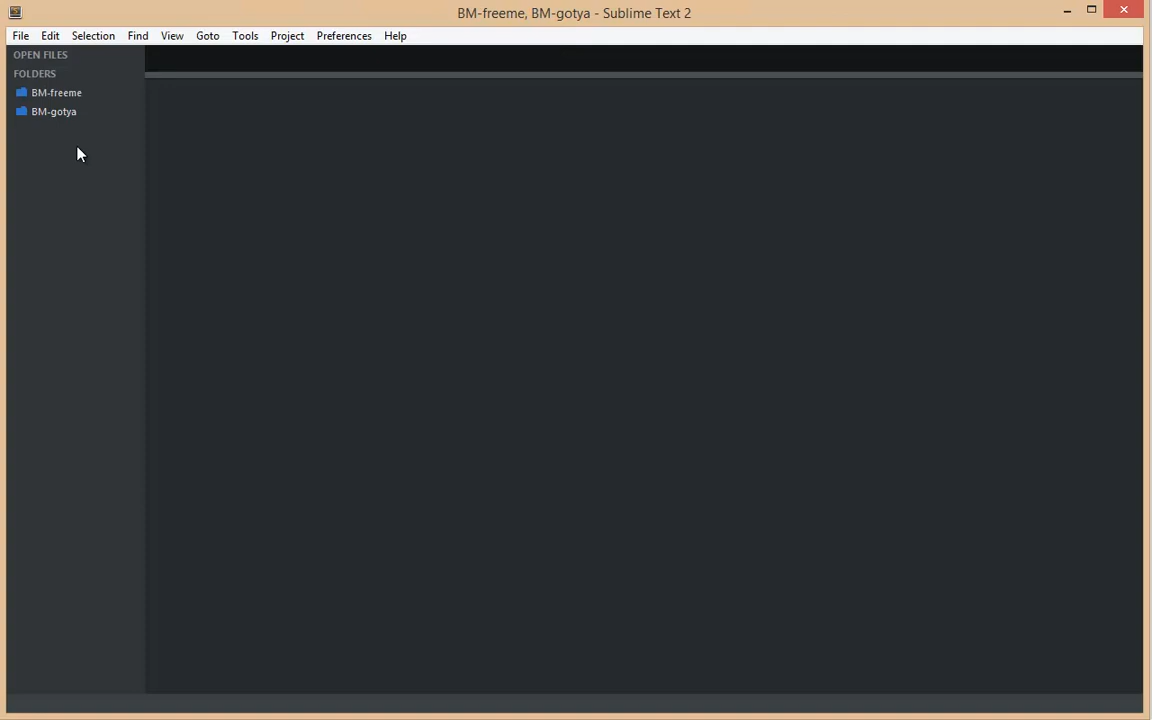 BM-freeme, BM-gotya - Sublime Text 2
File Edit Selection Find View Goto Tools Project Preferences Help
OPEN FILES
FOLDERS
BM-freeme
BM-gotya